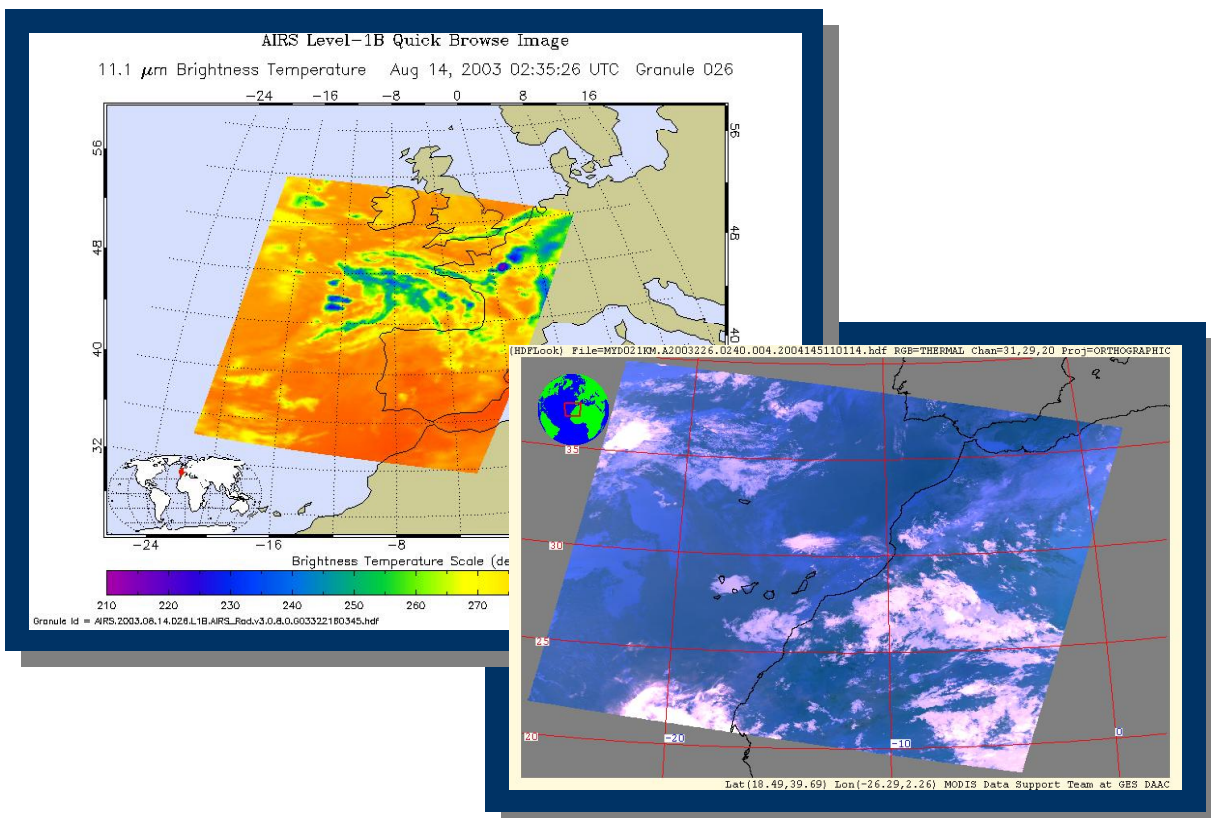 AIRS Level-1B Quick Browse Image
11.1 µm Brightness Temperature Aug 14, 2003 02:35:26 UTC Granule 026
-24 -16 -8 0 8 16
56 56
48 48
40 40
32
-24 -16 -8
Brightness Temperature Scale (de
210 220 230 240 250 260 270
Granule Id = AIRS.2003.08.14.026.L1B.AIRS_Rad.v3.0.8.0.G03322180345.hdf
(HDFLook) File=MYD021KM.A2003226.0240.004.2004145110114.hdf RGB=THERMAL Chan=31,29,20 Proj=ORTHOGRAPHIC
35
30
25
20 -20 -10 0
Lat(18.49,39.69) Lon(-26.29,2.26) MODIS Data Support Team at GES DAAC